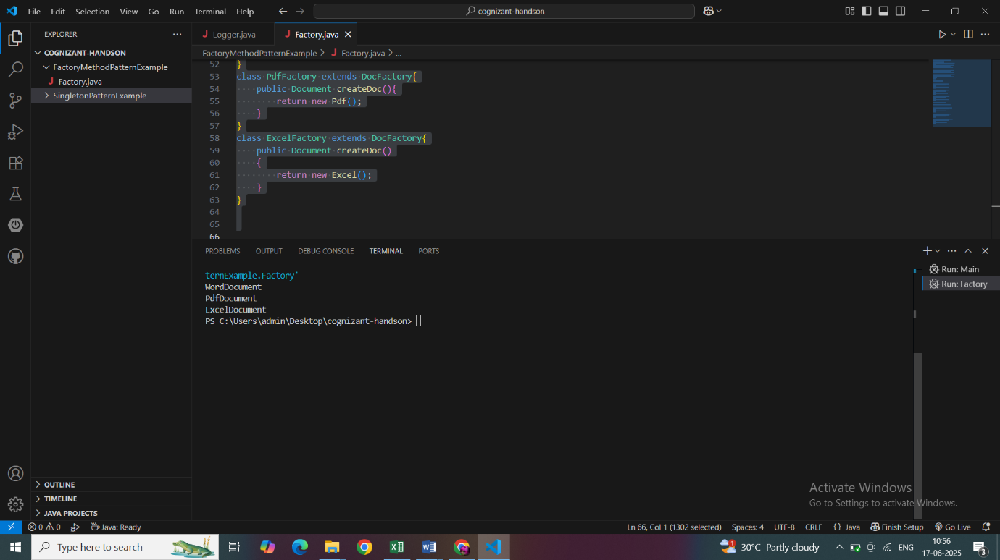 File Edit Selection View Go Run Terminal Help cognizant-handson
EXPLORER
COGNIZANT-HANDSON
FactoryMethodPatternExample
J Factory.java
SingletonPatternExample
OUTLINE
TIMELINE
JAVA PROJECTS
J Logger.java J Factory.java
FactoryMethodPatternExample > J Factory.java > ...
52 }
53 class PdfFactory extends DocFactory{
54 public Document createDoc(){
55 return new Pdf();
56 }
57 }
58 class ExcelFactory extends DocFactory{
59 public Document createDoc()
60 {
61 return new Excel();
62 }
63 }
64
65
66
PROBLEMS OUTPUT DEBUG CONSOLE TERMINAL PORTS
ternExample.Factory'
WordDocument
PdfDocument
ExcelDocument
PS C:\Users\admin\Desktop\cognizant-handson>
Run: Main
Run: Factory
Activate Windows
Go to Settings to activate Windows.
0 0 Java: Ready Ln 66, Col 1 (1302 selected) Spaces: 4 UTF-8 CRLF {} Java Finish Setup Go Live
Type here to search 1 30°C Partly cloudy ENG 10:56
17-06-2025 3